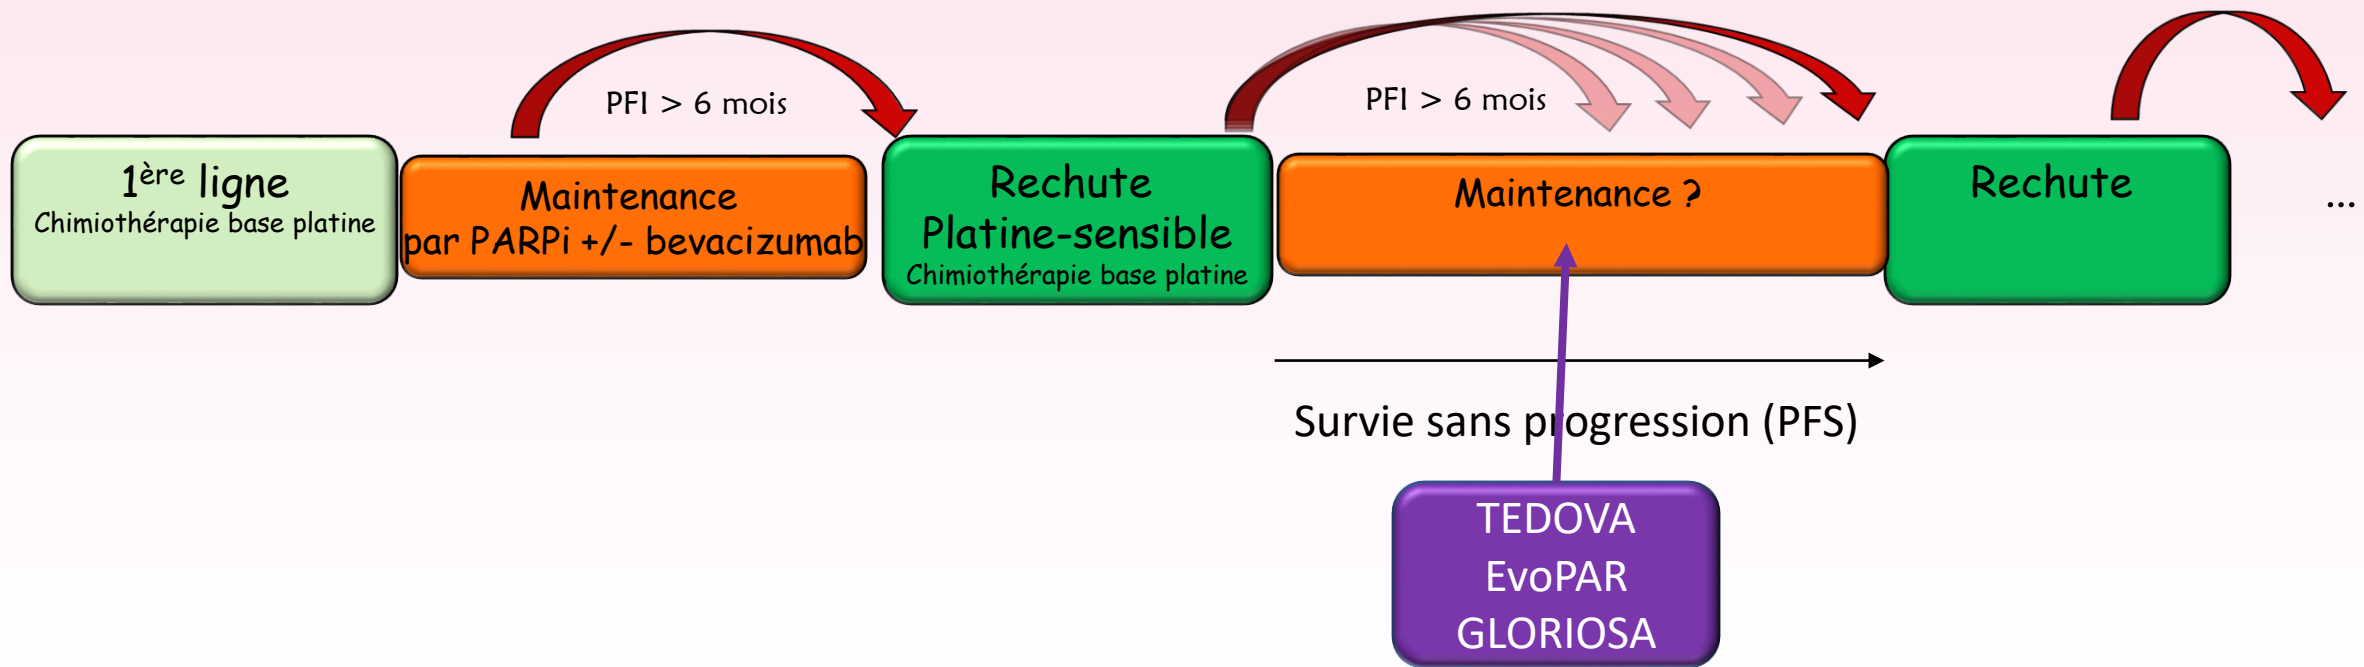 PFI > 6 mois
PFI > 6 mois
1ère ligne
Chimiothérapie base platine
Maintenance
par PARPi +/- bevacizumab
Rechute
Platine-sensible
Chimiothérapie base platine
Maintenance ?
Rechute
...
Survie sans progression (PFS)
TEDOVA
EvoPAR
GLORIOSA